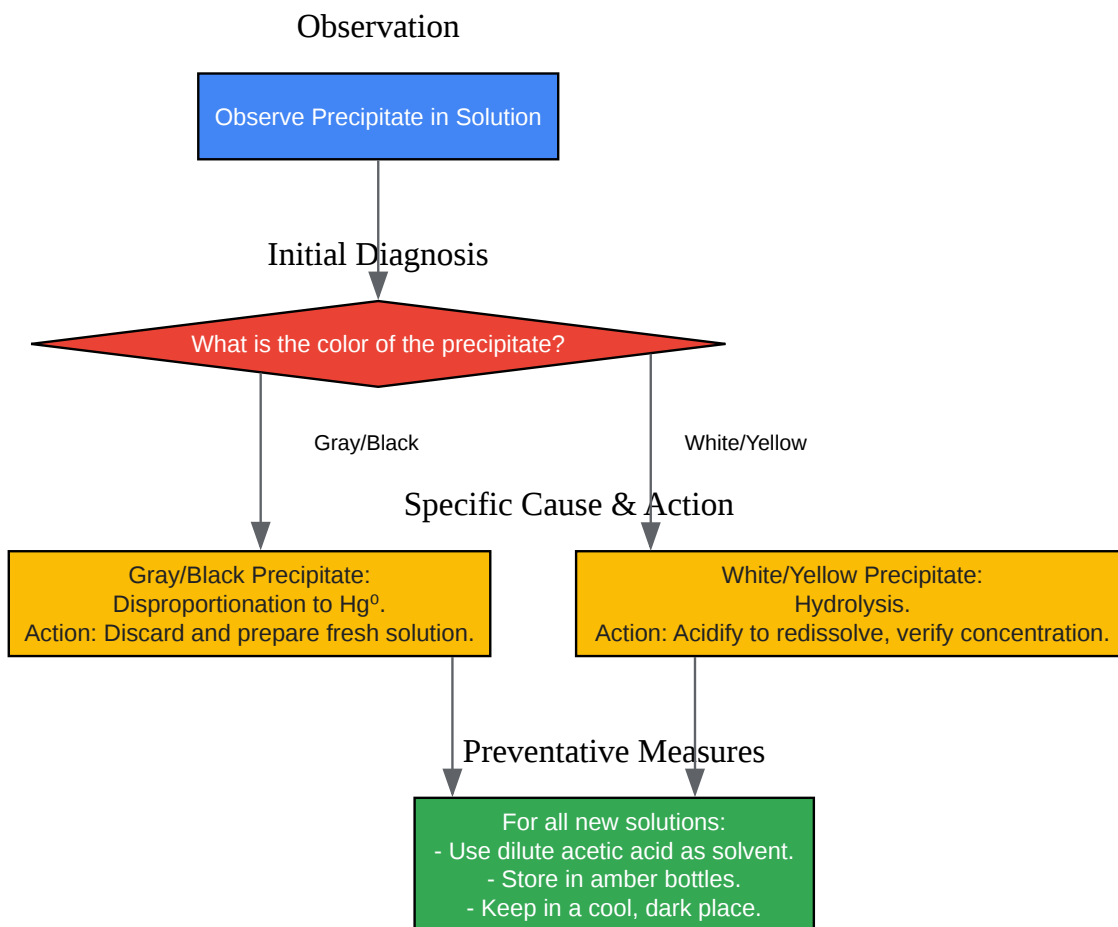 Observation
Observe Precipitate in Solution
Initial Diagnosis
What is the color of the precipitate?
Gray/Black
White/Yellow
Specific Cause & Action
Gray/Black Precipitate:
Disproportionation to Hg⁰.
Action: Discard and prepare fresh solution.
White/Yellow Precipitate:
Hydrolysis.
Action: Acidify to redissolve, verify concentration.
Preventative Measures
For all new solutions:
- Use dilute acetic acid as solvent.
- Store in amber bottles.
- Keep in a cool, dark place.